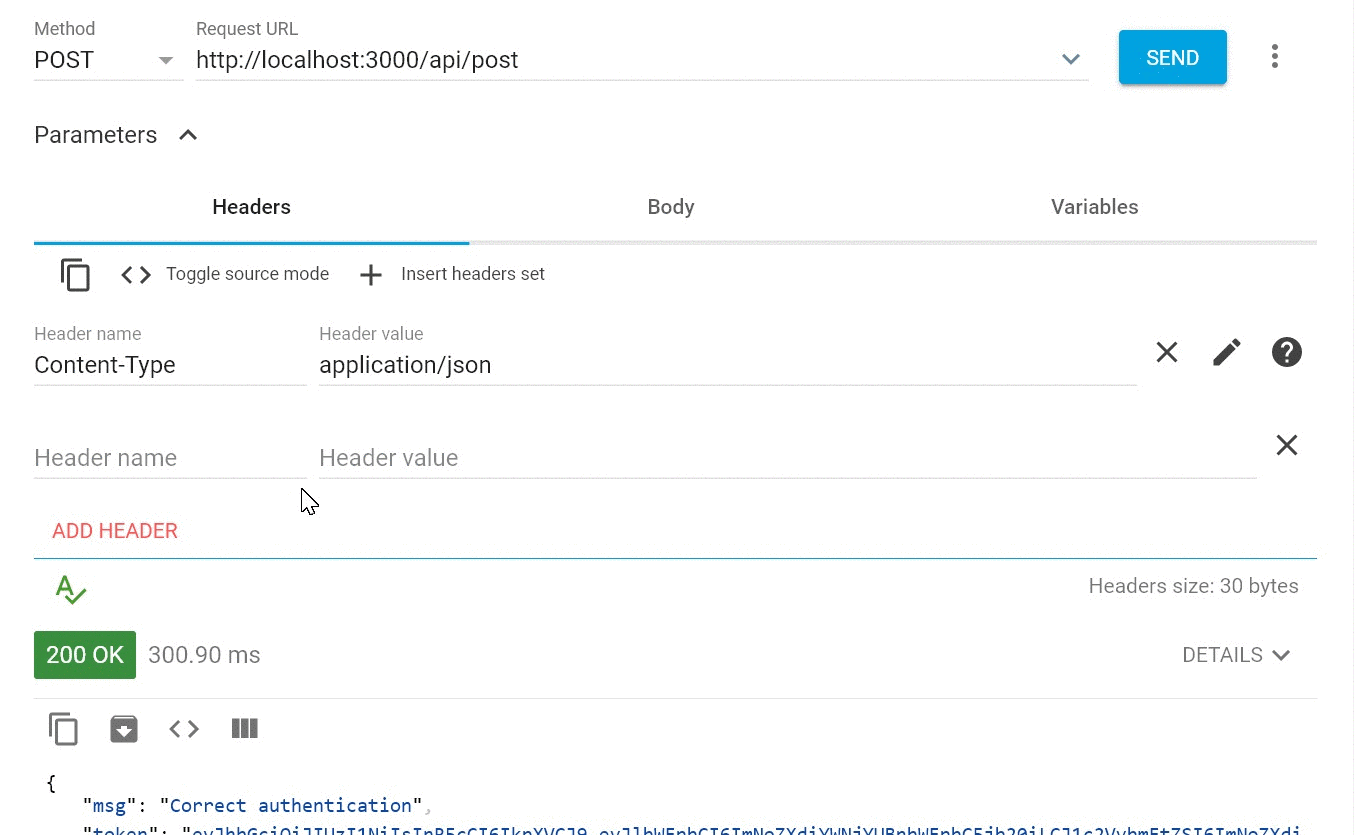 Method
Request URL
POST
http://localhost:3000/api/post
SEND
Parameters
Headers
Body
Variables
Toggle source mode
Insert headers set
Header name
Header value
Content-Type
application/json
Header name
Header value
ADD HEADER
Headers size: 30 bytes
200 OK
300.90 ms
DETAILS
{
"msg": "Correct authentication",
"token":